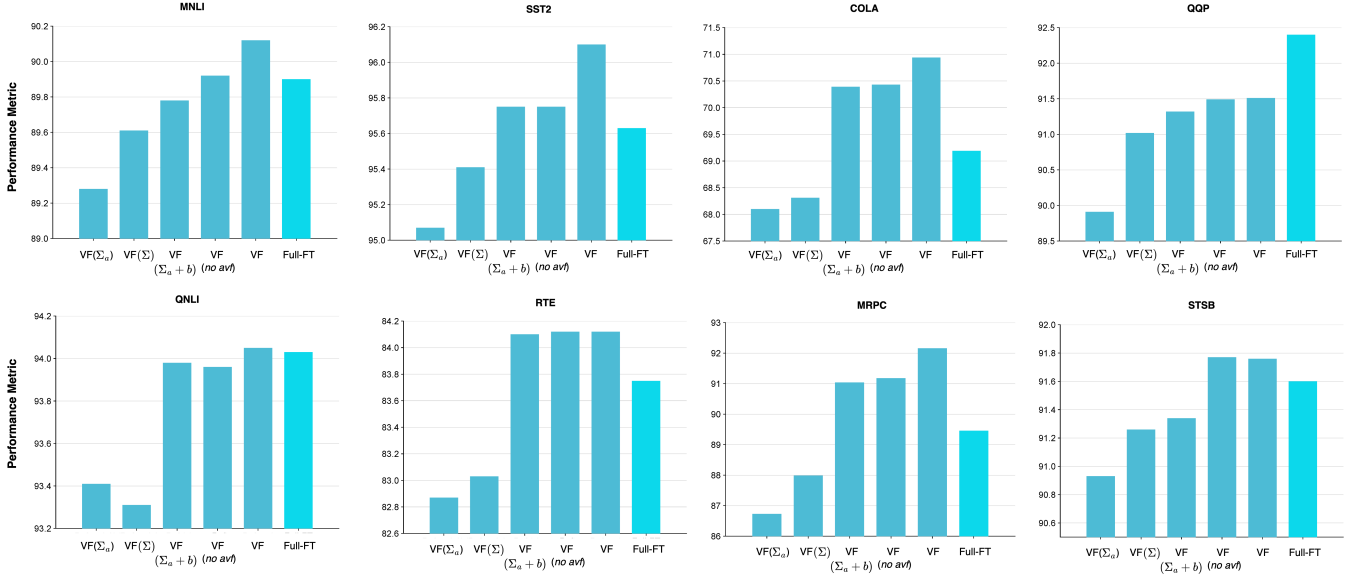 MNLI
Performance Metric
90.2
90.0
89.8
89.6
89.4
89.2
89.0
VF(Σₐ) VF(Σ) VF VF VF Full-FT
(Σₐ + b) (no avf)
SST2
96.2
96.0
95.8
95.6
95.4
95.2
95.0
VF(Σₐ) VF(Σ) VF VF VF Full-FT
(Σₐ + b) (no avf)
COLA
71.5
70.5
70.0
69.5
69.0
68.5
68.0
67.5
VF(Σₐ) VF(Σ) VF VF VF Full-FT
(Σₐ + b) (no avf)
QQP
92.5
92.0
91.5
91.0
90.5
90.0
89.5
VF(Σₐ) VF(Σ) VF VF VF Full-FT
(Σₐ + b) (no avf)
QNLI
Performance Metric
94.2
94.0
93.8
93.6
93.4
93.2
VF(Σₐ) VF(Σ) VF VF VF Full-FT
(Σₐ + b) (no avf)
RTE
84.2
84.0
83.8
83.6
83.4
83.2
83.0
82.8
82.6
VF(Σₐ) VF(Σ) VF VF VF Full-FT
(Σₐ + b) (no avf)
MRPC
93
92
91
90
89
88
87
86
VF(Σₐ) VF(Σ) VF VF VF Full-FT
(Σₐ + b) (no avf)
STSB
92.0
91.8
91.6
91.4
91.2
91.0
90.8
90.6
VF(Σₐ) VF(Σ) VF VF VF Full-FT
(Σₐ + b) (no avf)